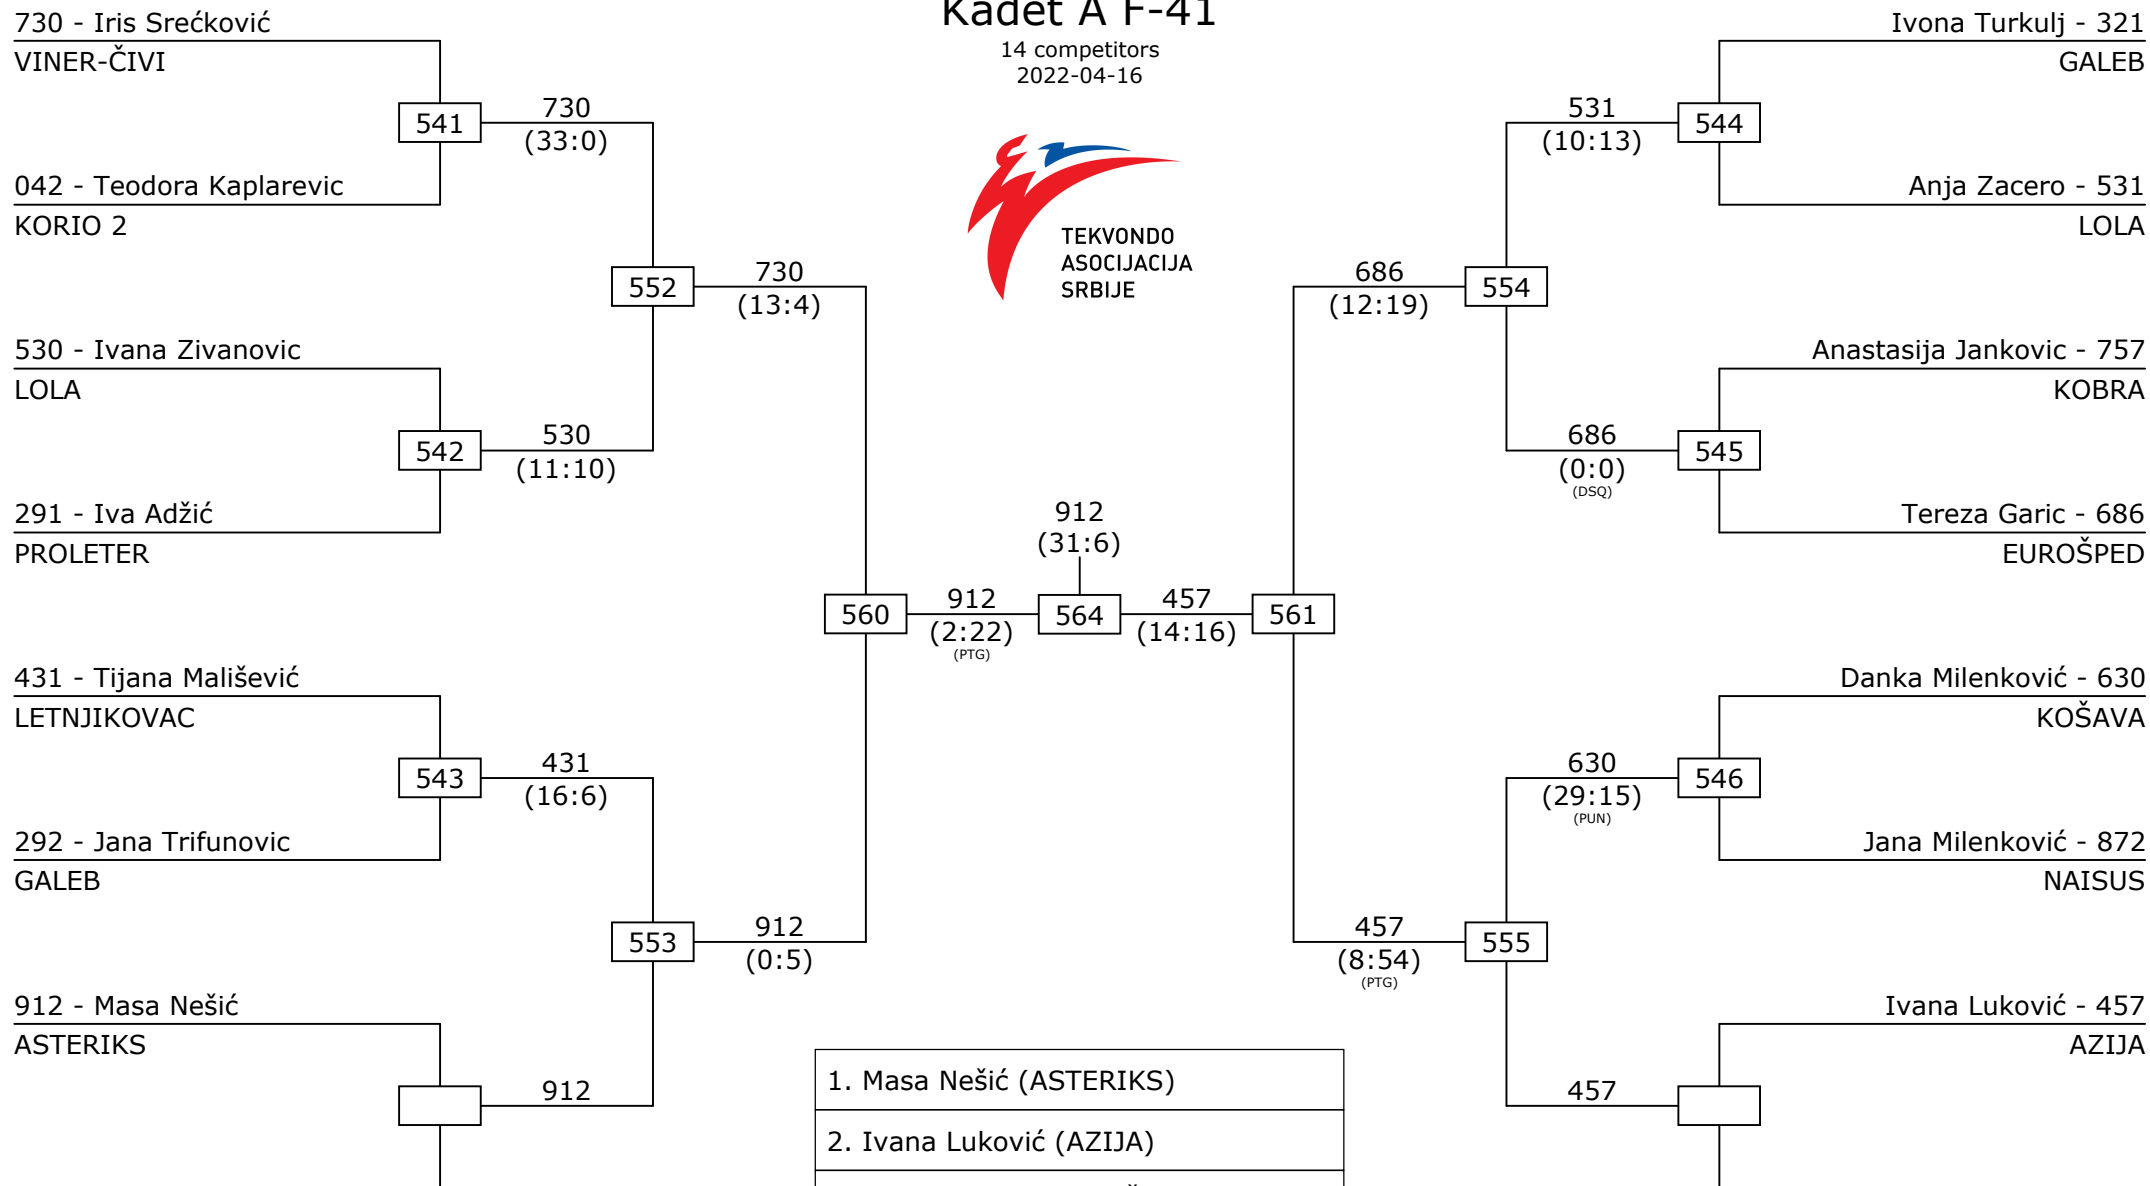 Kadet A F-41
14 competitors
2022-04-16
TEKVONDO
ASOCIJACIJA
SRBIJE
730 - Iris Srećković
VINER-ČIVI
541
730
(33:0)
042 - Teodora Kaplarevic
KORIO 2
552
730
(13:4)
530 - Ivana Zivanovic
LOLA
542
530
(11:10)
291 - Iva Adžić
PROLETER
560
912
(2:22)
(PTG)
431 - Tijana Mališević
LETNJIKOVAC
543
431
(16:6)
292 - Jana Trifunovic
GALEB
553
912
(0:5)
912 - Masa Nešić
ASTERIKS
912
912
(31:6)
564
457
(14:16)
561
Ivona Turkulj - 321
GALEB
531
(10:13)
544
Anja Zacero - 531
LOLA
686
(12:19)
554
Anastasija Jankovic - 757
KOBRA
686
(0:0)
(DSQ)
545
Tereza Garic - 686
EUROŠPED
Danka Milenković - 630
KOŠAVA
630
(29:15)
(PUN)
546
Jana Milenković - 872
NAISUS
457
(8:54)
(PTG)
555
Ivana Luković - 457
AZIJA
457
1. Masa Nešić (ASTERIKS)
2. Ivana Luković (AZIJA)